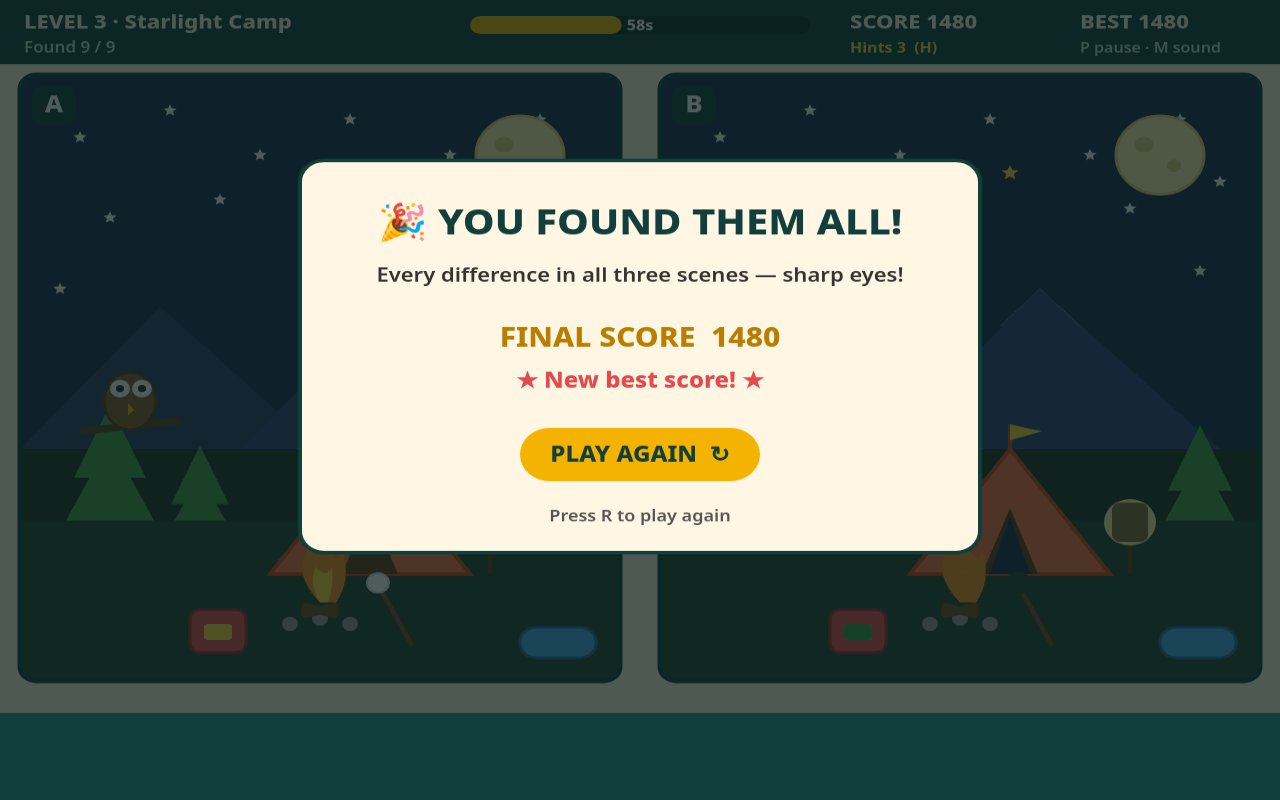 LEVEL 3 · Starlight Camp
Found 9 / 9
58s
SCORE 1480
Hints 3 (H)
BEST 1480
P pause · M sound
A
B
🎉 YOU FOUND THEM ALL!
Every difference in all three scenes — sharp eyes!
FINAL SCORE 1480
★ New best score! ★
PLAY AGAIN ↻
Press R to play again